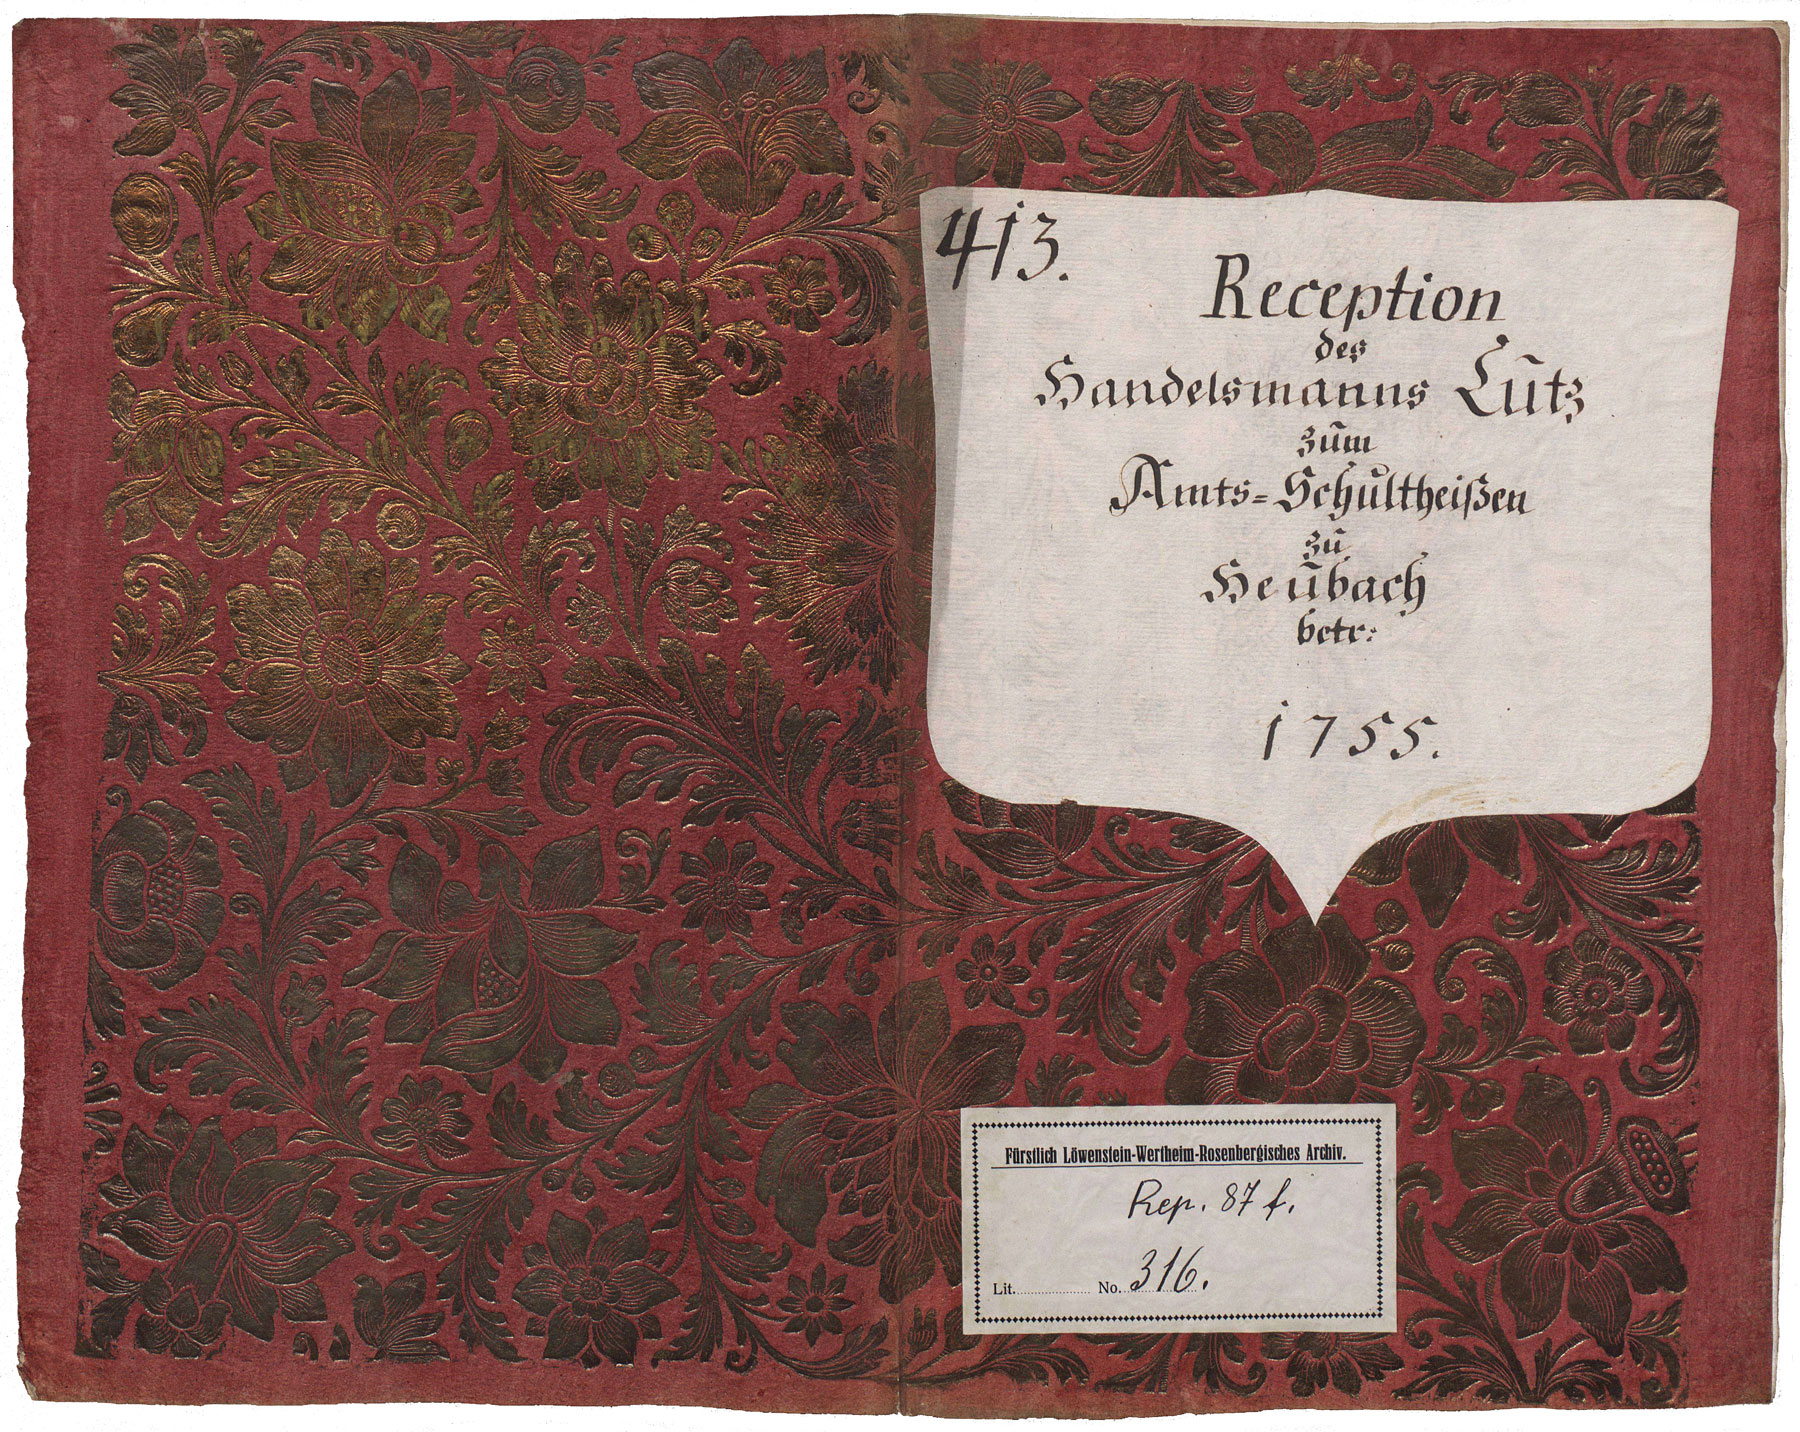 413.
Reception
des
Handelsmanns Lutz
zum
Amts=Schultheißen
zu
Heubach
betr:
1755.
Fürstlich Löwenstein-Wertheim-Rosenbergisches Archiv.
Rep. 87 f.
Lit. No. 316.